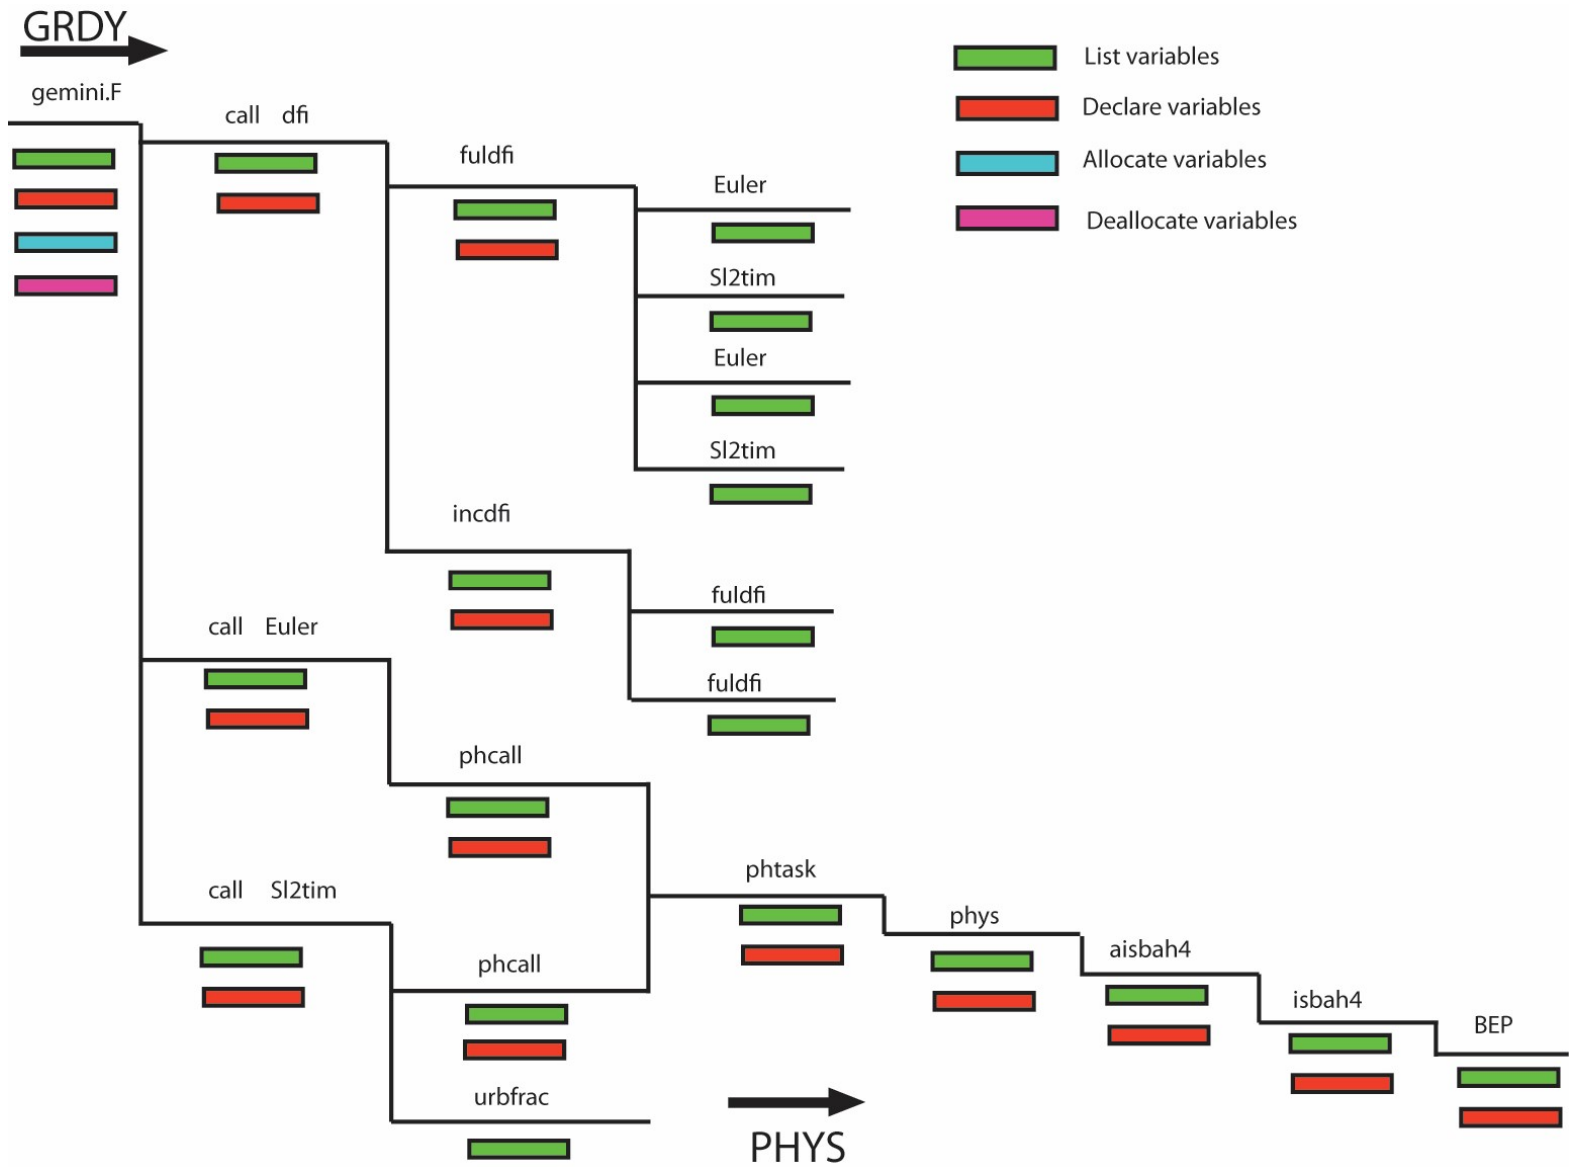 GRDY
gemini.F
call dfi
fuldfi
Euler
Sl2tim
Euler
Sl2tim
incdfi
fuldfi
fuldfi
call Euler
phcall
call Sl2tim
phcall
urbfrac
phtask
phys
aisbah4
isbah4
BEP
PHYS
List variables
Declare variables
Allocate variables
Deallocate variables